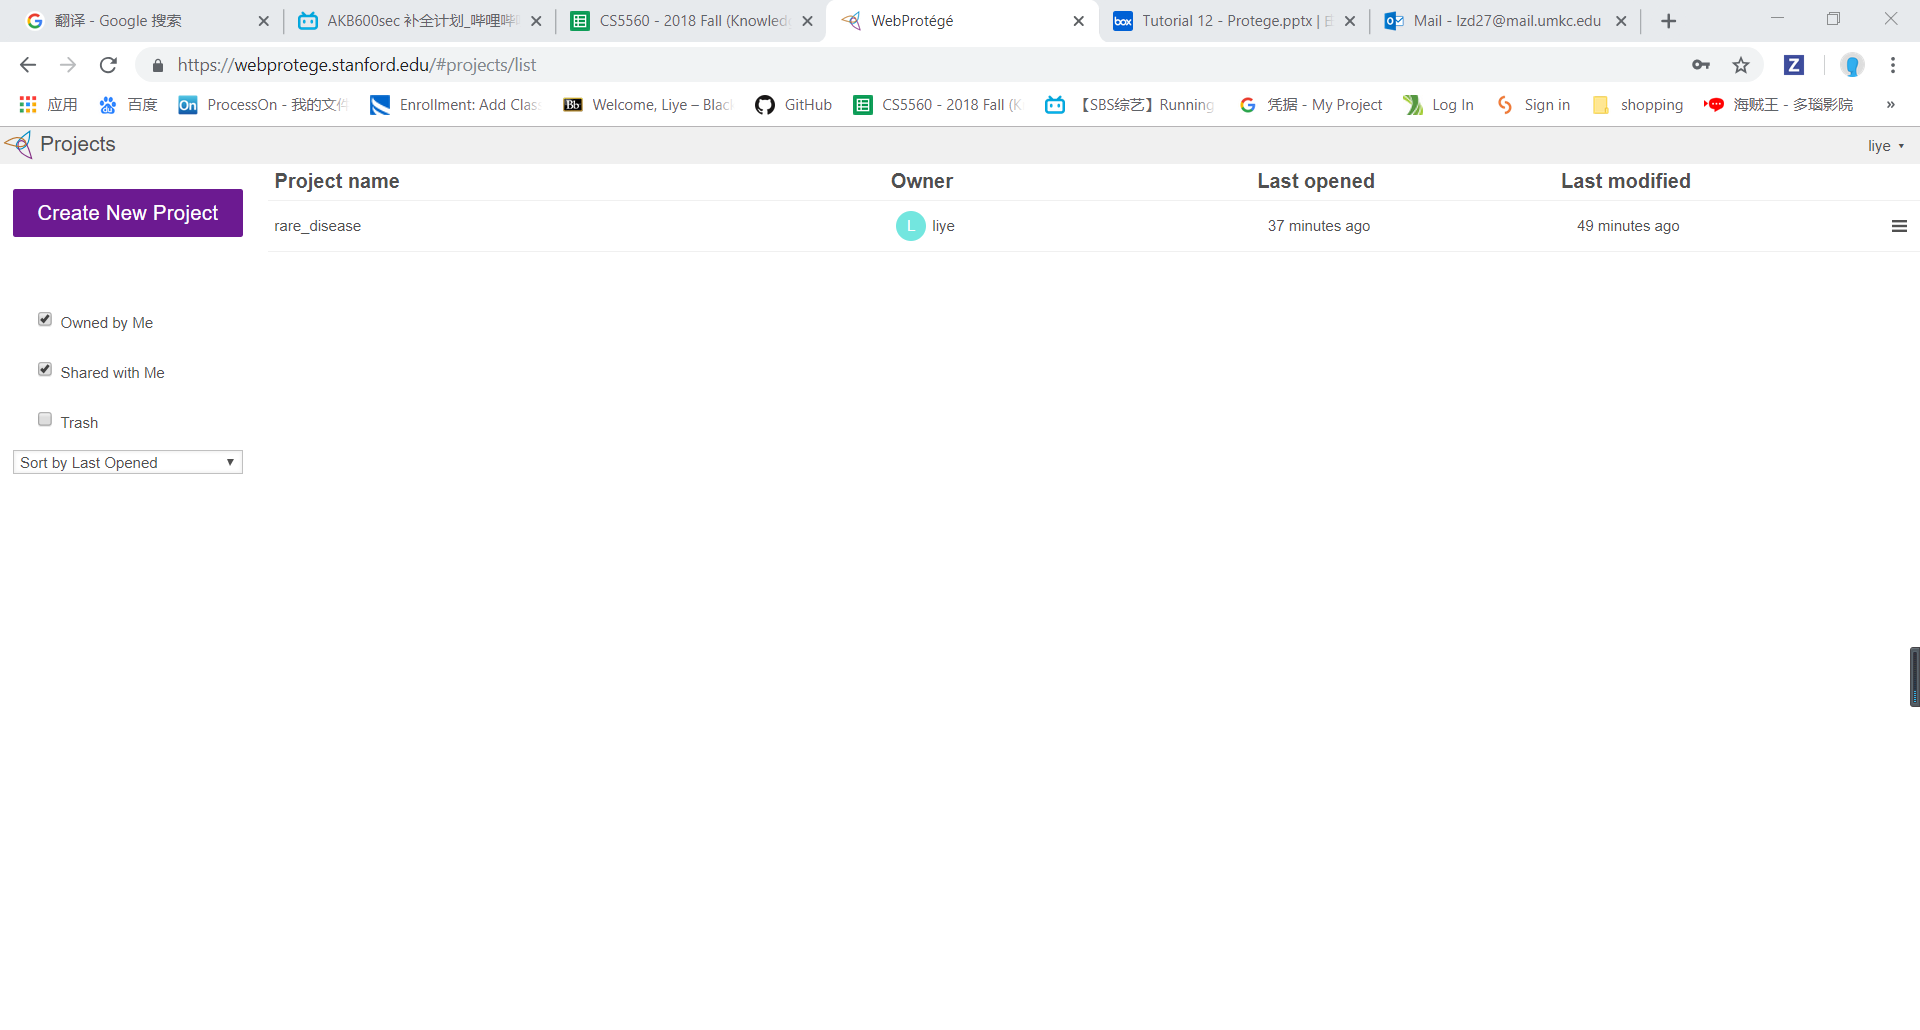 翻译 - Google 搜索
AKB600sec 补全计划_哔哩哔
CS5560 - 2018 Fall (Knowled
WebProtégé
Tutorial 12 - Protege.pptx |
Mail - lzd27@mail.umkc.edu
https://webprotege.stanford.edu/#projects/list
Z
应用
百度
On
ProcessOn - 我的文件
Enrollment: Add Clas
Bb
Welcome, Liye – Blac
GitHub
CS5560 - 2018 Fall (K
【SBS综艺】Running
凭据 - My Project
Log In
Sign in
shopping
海贼王 - 多瑙影院
»
Projects
liye
Create New Project
Project name Owner Last opened Last modified
rare_disease L liye 37 minutes ago 49 minutes ago
Owned by Me
Shared with Me
Trash
Sort by Last Opened